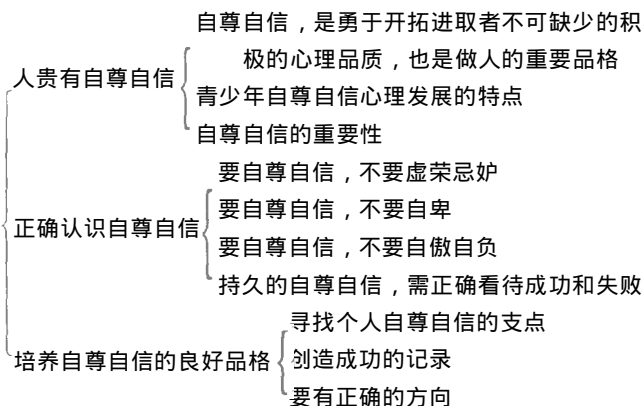 自尊自信，是勇于开拓进取者不可缺少的积
极的心理品质，也是做人的重要品格
人贵有自尊自信
青少年自尊自信心理发展的特点
自尊自信的重要性
要自尊自信，不要虚荣忌妒
要自尊自信，不要自卑
正确认识自尊自信
要自尊自信，不要自傲自负
持久的自尊自信，需正确看待成功和失败
寻找个人自尊自信的支点
培养自尊自信的良好品格
创造成功的记录
要有正确的方向